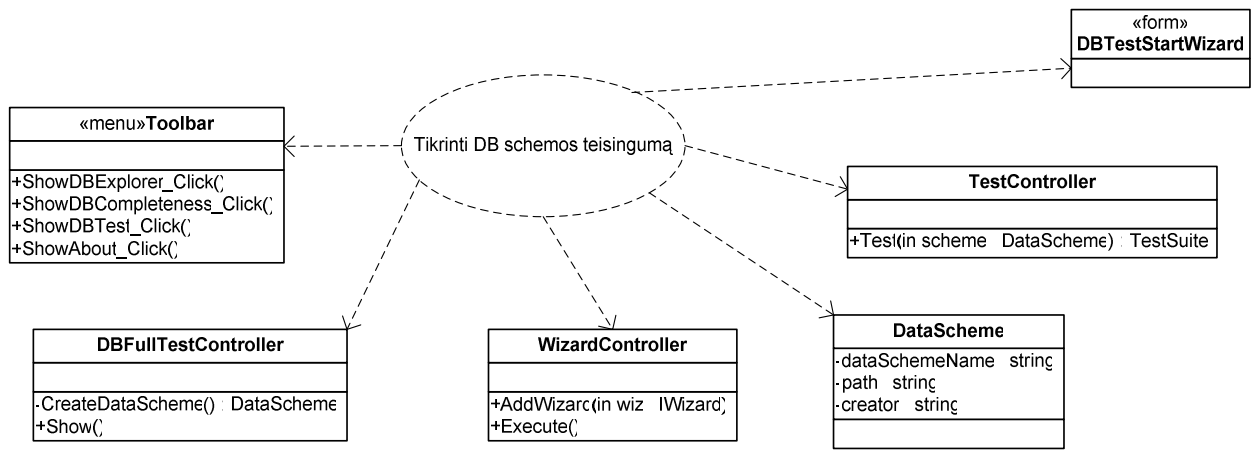 «form»
DBTestStartWizard
«menu»Toolbar
+ShowDBExplorer_Click()
+ShowDBCompleteness_Click()
+ShowDBTest_Click()
+ShowAbout_Click()
Tikrinti DB schemos teisingumą
TestController
+Test(in scheme DataScheme) : TestSuite
DBFullTestController
-CreateDataScheme() : DataScheme
+Show()
WizardController
+AddWizard(in wiz IWizard)
+Execute()
DataScheme
-dataSchemeName string
-path string
-creator string